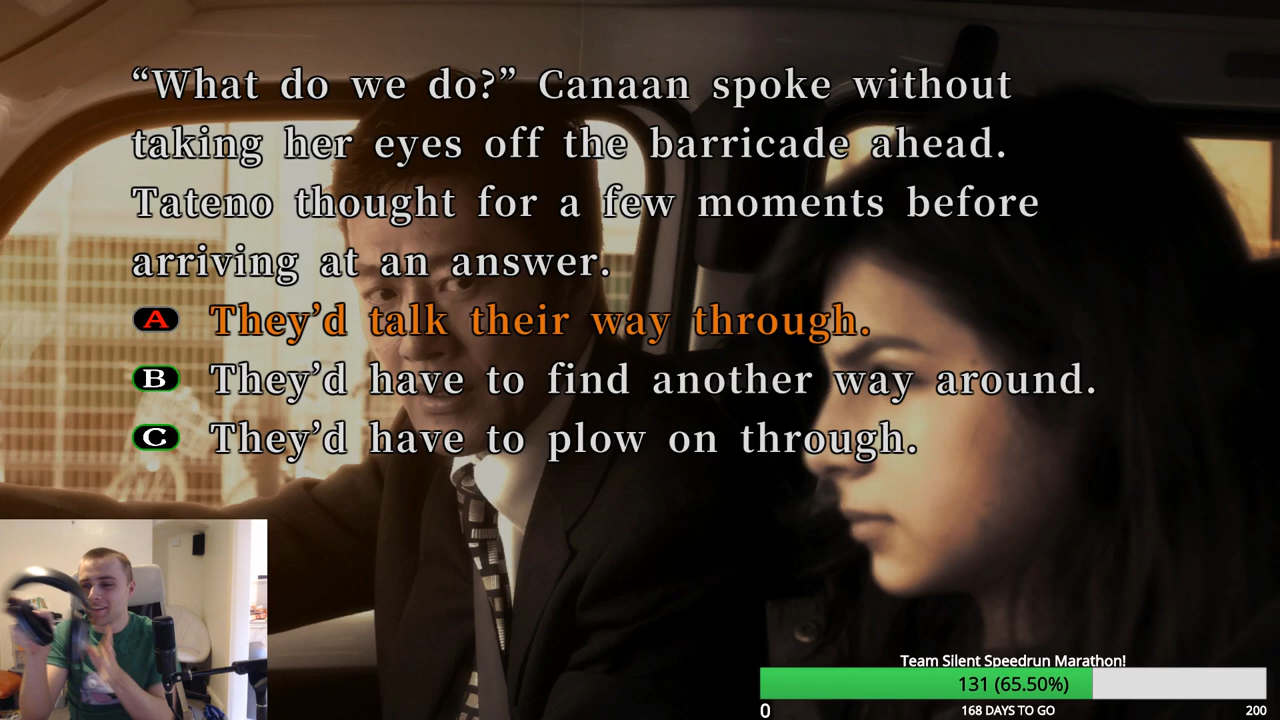 “What do we do?” Canaan spoke without
taking her eyes off the barricade ahead.
Tateno thought for a few moments before
arriving at an answer.
A They’d talk their way through.
B They’d have to find another way around.
C They’d have to plow on through.
Team Silent Speedrun Marathon!
131 (65.50%)
0 168 DAYS TO GO 200